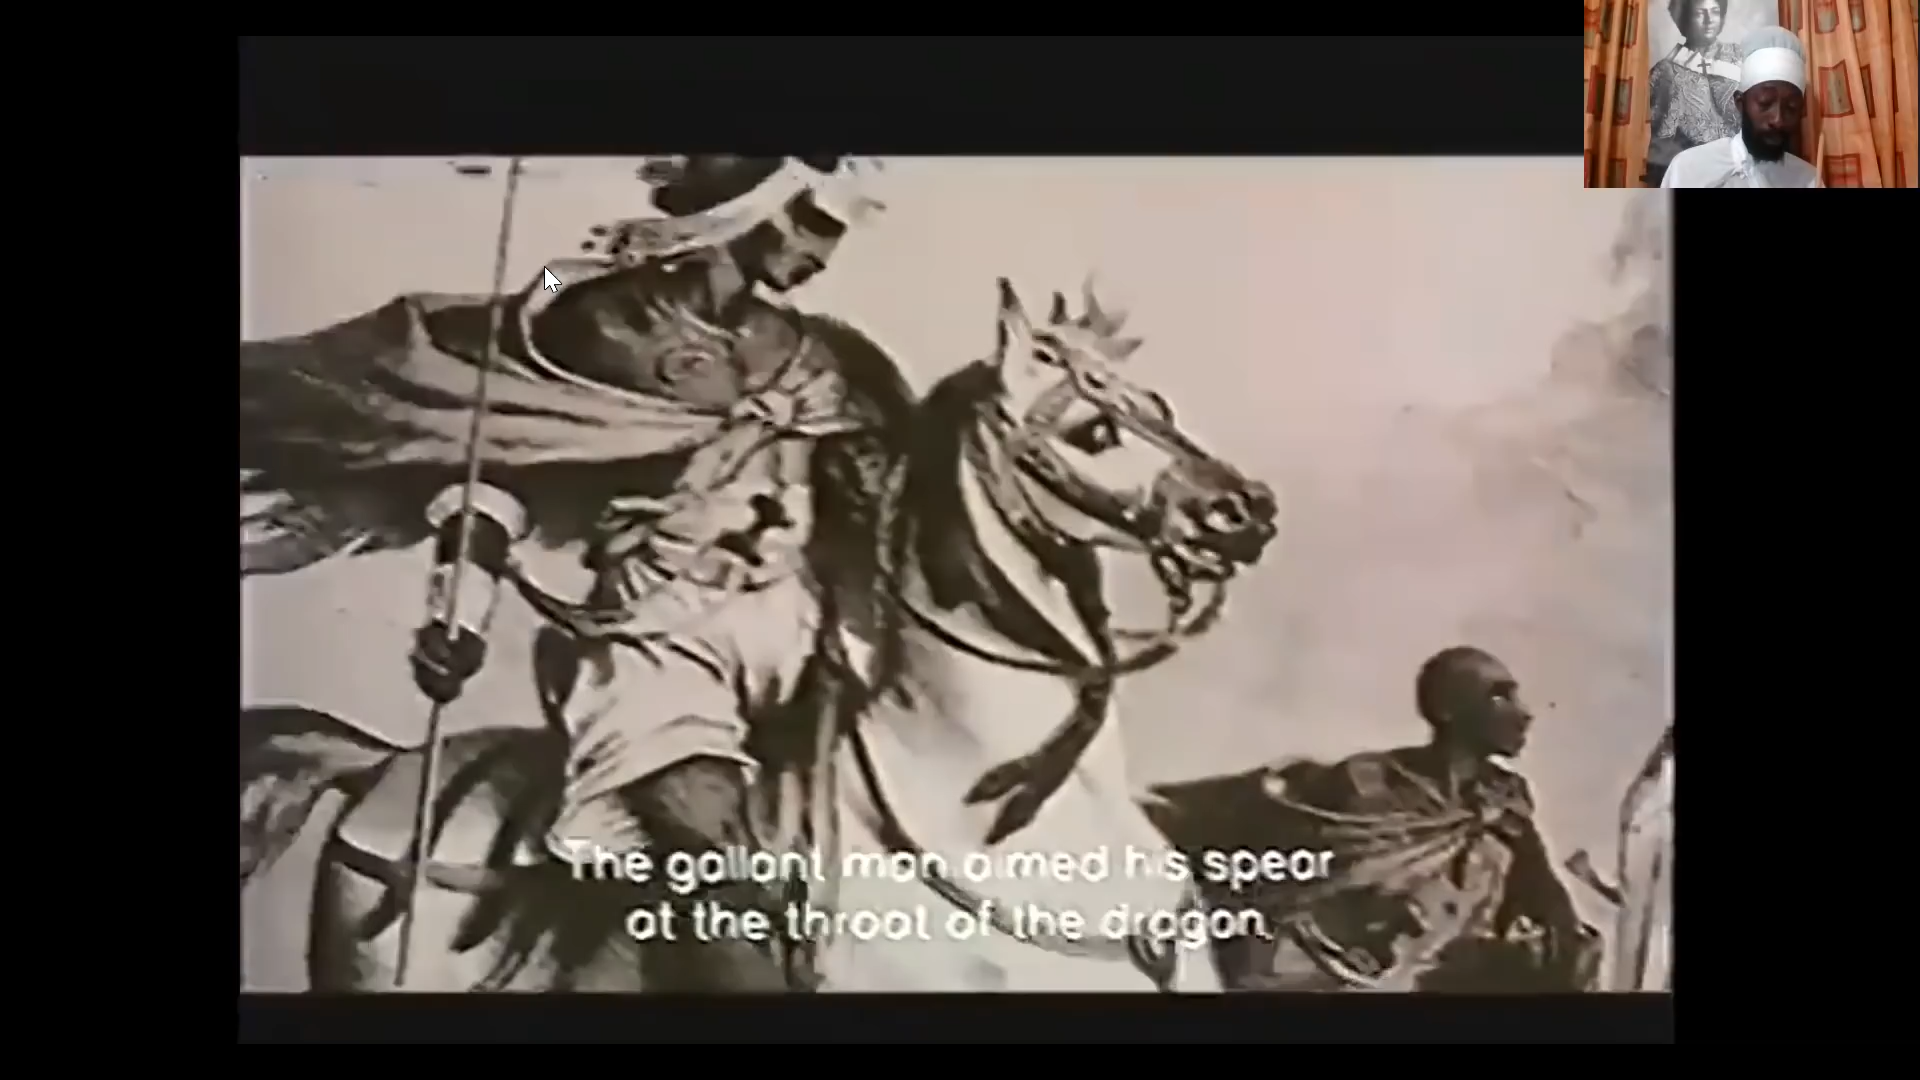 The gallant man aimed his spear
at the throat of the dragon.